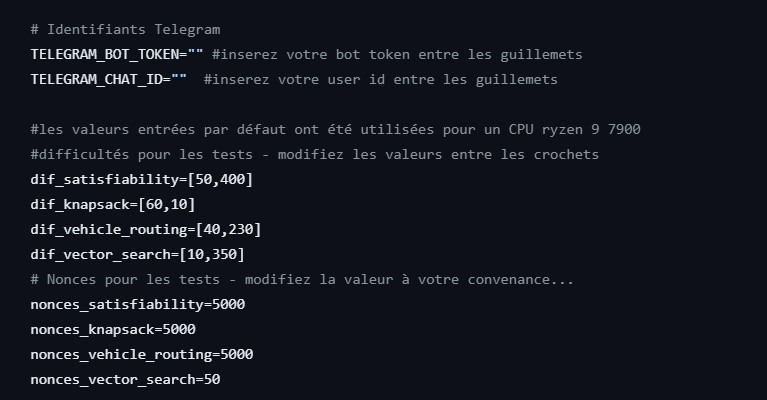 # Identifiants Telegram
TELEGRAM_BOT_TOKEN="" #inserez votre bot token entre les guillemets
TELEGRAM_CHAT_ID=""  #inserez votre user id entre les guillemets
#les valeurs entrées par défaut ont été utilisées pour un CPU ryzen 9 7900
#difficultés pour les tests - modifiez les valeurs entre les crochets
dif_satisfiability=[50,400]
dif_knapsack=[60,10]
dif_vehicle_routing=[40,230]
dif_vector_search=[10,350]
# Nonces pour les tests - modifiez la valeur à votre convenance...
nonces_satisfiability=5000
nonces_knapsack=5000
nonces_vehicle_routing=5000
nonces_vector_search=50